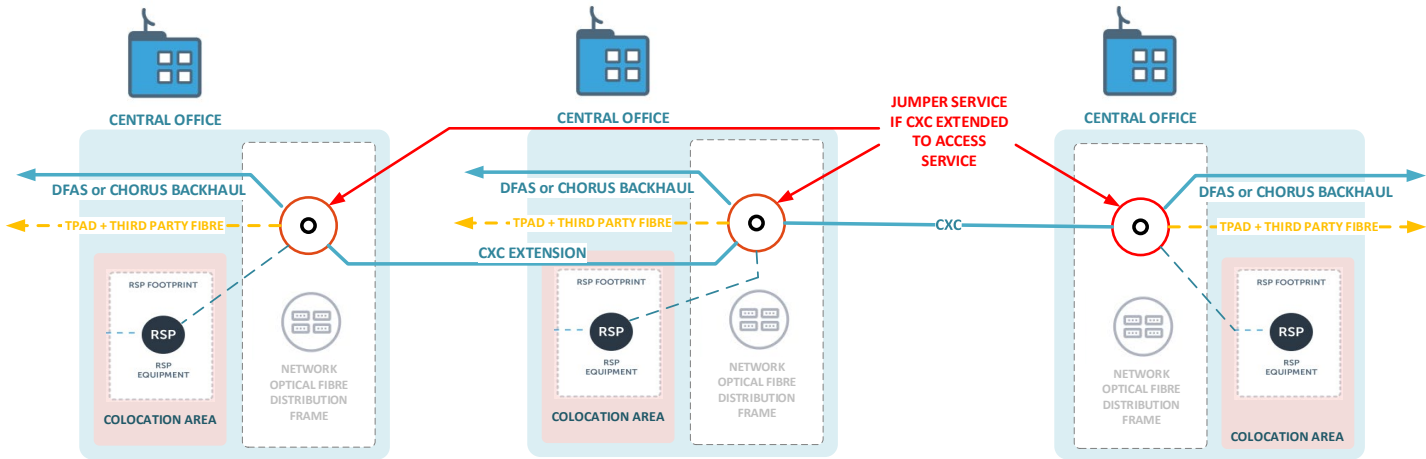 CENTRAL OFFICE
DFAS or CHORUS BACKHAUL
TPAD + THIRD PARTY FIBRE
RSP FOOTPRINT
RSP
RSP
EQUIPMENT
COLOCATION AREA
NETWORK
OPTICAL FIBRE
DISTRIBUTION
FRAME
CXC EXTENSION
CENTRAL OFFICE
DFAS or CHORUS BACKHAUL
TPAD + THIRD PARTY FIBRE
RSP FOOTPRINT
RSP
RSP
EQUIPMENT
COLOCATION AREA
NETWORK
OPTICAL FIBRE
DISTRIBUTION
FRAME
JUMPER SERVICE
IF CXC EXTENDED
TO ACCESS
SERVICE
CXC
CENTRAL OFFICE
DFAS or CHORUS BACKHAUL
TPAD + THIRD PARTY FIBRE
NETWORK
OPTICAL FIBRE
DISTRIBUTION
FRAME
RSP FOOTPRINT
RSP
RSP
EQUIPMENT
COLOCATION AREA